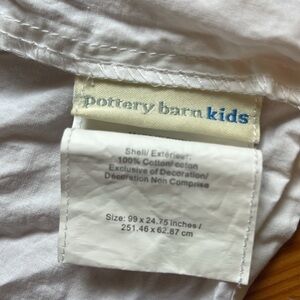 pottery barn kids
Shell/ Extérieur:
100% Cotton/ coton
Exclusive of Decoration/
Décoration Non Comprise
Size: 99 x 24.75 inches/
251.46 x 62.87 cm